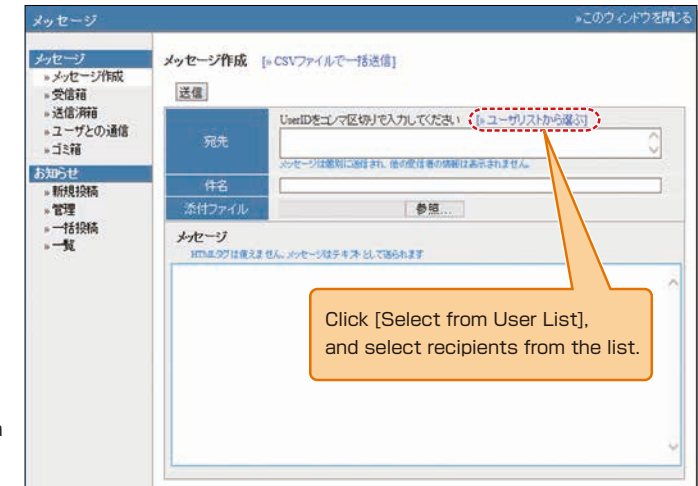 メッセージ
»このウィンドウを閉じる
メッセージ
»メッセージ作成
»受信箱
»送信済箱
»ユーザとの通信
»ゴミ箱
お知らせ
»新規投稿
»管理
»一括投稿
»一覧
メッセージ作成 [»CSVファイルで一括送信]
送信
宛先
UserIDをコンマ区切りで入力してください [»ユーザリストから選ぶ]
メッセージは個別に送信され、他の受信者の情報は表示されません。
件名
添付ファイル
参照...
メッセージ
HTMLタグは使えません。メッセージはテキストとして送られます
Click [Select from User List],
and select recipients from the list.